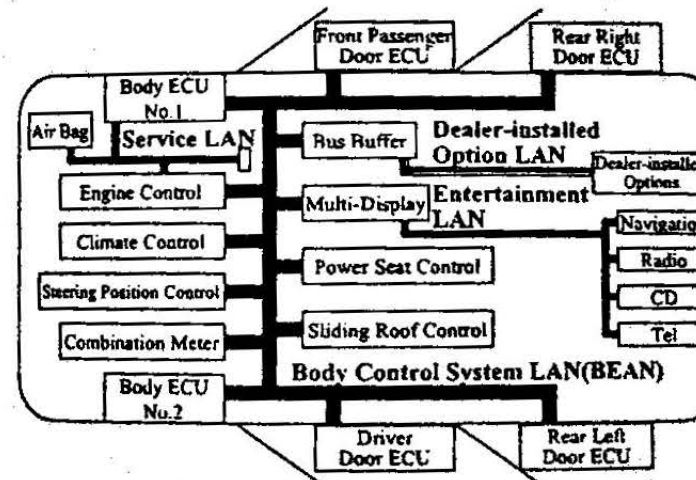 Front Passenger
Door ECU
Rear Right
Door ECU
Body ECU
No.1
Air Bag
Service LAN
Bus Buffer
Dealer-installed
Option LAN
Dealer-installe
Options
Engine Control
Multi-Display
Entertainment
LAN
Navigatio
Climate Control
Radio
Power Seat Control
Steering Position Control
CD
Combination Meter
Sliding Roof Control
Tel
Body Control System LAN(BEAN)
Body ECU
No.2
Driver
Door ECU
Rear Left
Door ECU